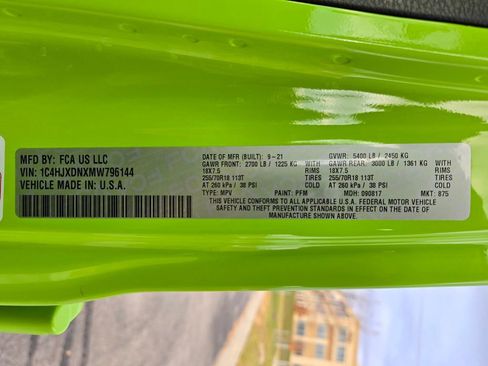 MFD BY: FCA US LLC
VIN: 1C4HJXDNXMW796144
VEHICLE MADE IN U.S.A.
DATE OF MFR (BUILT): 9-21 GVWR: 5400 LB / 2450 KG
GAWR FRONT: 2700 LB / 1225 KG GAWR REAR: 3000 LB / 1361 KG
18X7.5 RIMS 18X7.5 RIMS
255/70R18 113T TIRES 255/70R18 113T TIRES
AT 260 kPa / 38 PSI AT 260 kPa / 38 PSI
TYPE: MPV PAINT: PFM MDH: 090817 MKT: 875
THIS VEHICLE CONFORMS TO ALL APPLICABLE U.S.A. FEDERAL MOTOR VEHICLE
SAFETY AND THEFT PREVENTION STANDARDS IN EFFECT ON THE DATE OF
MANUFACTURE SHOWN ABOVE.